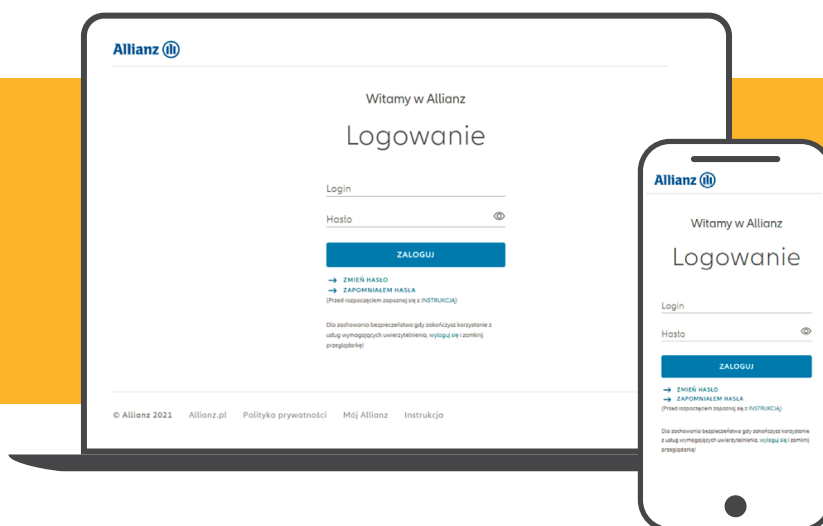 Allianz
Witamy w Allianz
Logowanie
Login
Hasło
ZALOGUJ
→ ZMIEŃ HASŁO
→ ZAPOMNIAŁEM HASŁA
(Przed rozpoczęciem zapoznaj się z INSTRUKCJĄ)
Dla zachowania bezpieczeństwa gdy zakończysz korzystanie z
usług wymagających uwierzytelnienia, wyloguj się i zamknij
przeglądarkę!
© Allianz 2021 Allianz.pl Polityka prywatności Mój Allianz Instrukcja
Allianz
Witamy w Allianz
Logowanie
Login
Hasło
ZALOGUJ
→ ZMIEŃ HASŁO
→ ZAPOMNIAŁEM HASŁA
(Przed rozpoczęciem zapoznaj się z INSTRUKCJĄ)
Dla zachowania bezpieczeństwa gdy zakończysz korzystanie
z usług wymagających uwierzytelnienia, wyloguj się i zamknij
przeglądarkę!